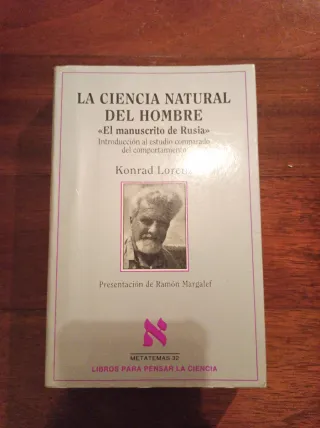 LA CIENCIA NATURAL
DEL HOMBRE
«El manuscrito de Rusia»
Introducción al estudio comparado
del comportamiento
Konrad Lorenz
Presentación de Ramón Margalef
א
METATEMAS 32
LIBROS PARA PENSAR LA CIENCIA